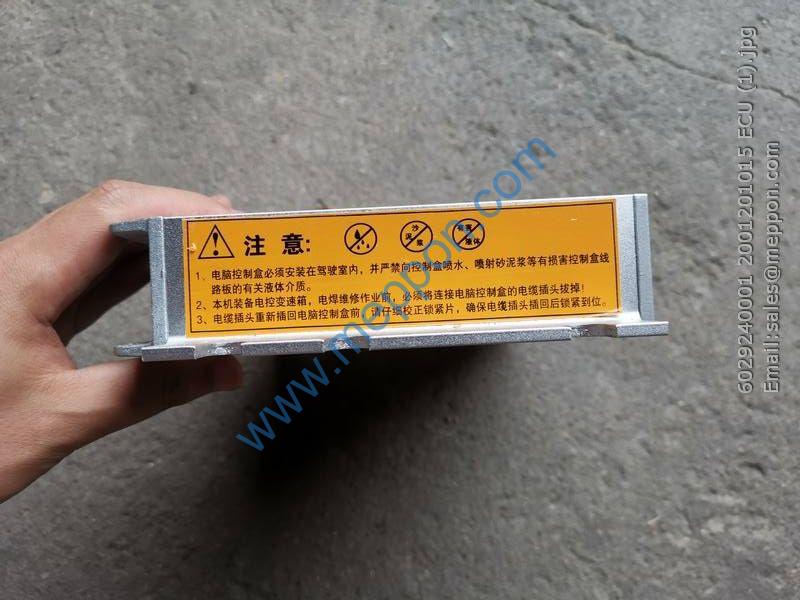 注 意:
沙
泥 浆
有害
液体
1、电脑控制盒必须安装在驾驶室内，并严禁向控制盒喷水、喷射砂泥浆等有损害控制盒线
路板的有关液体介质。
2、本机装备电控变速箱，电焊维修作业前，必须将连接电脑控制盒的电缆插头拔掉！
3、电缆插头重新插回电脑控制盒前，请仔细校正锁紧片，确保电缆插头插回后锁紧到位。
www.meppon.com
6029240001 2001201015 ECU (1).jpg
Email:sales@meppon.com